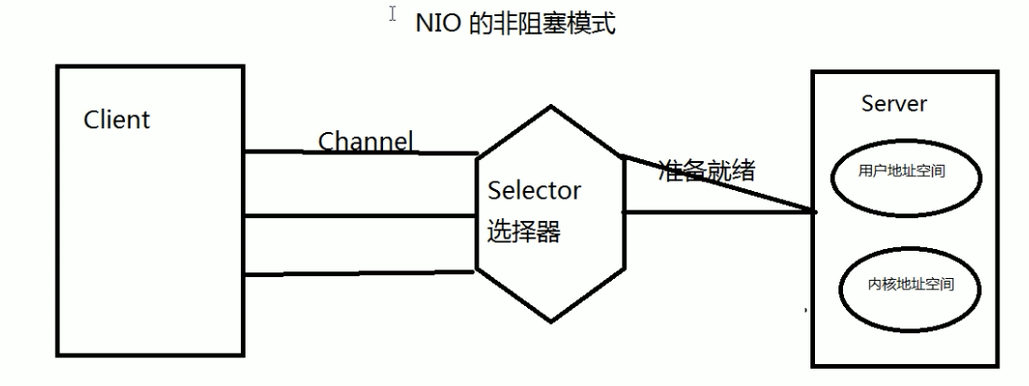 NIO 的非阻塞模式
Client
Channel
Selector
选择器
准备就绪
Server
用户地址空间
内核地址空间